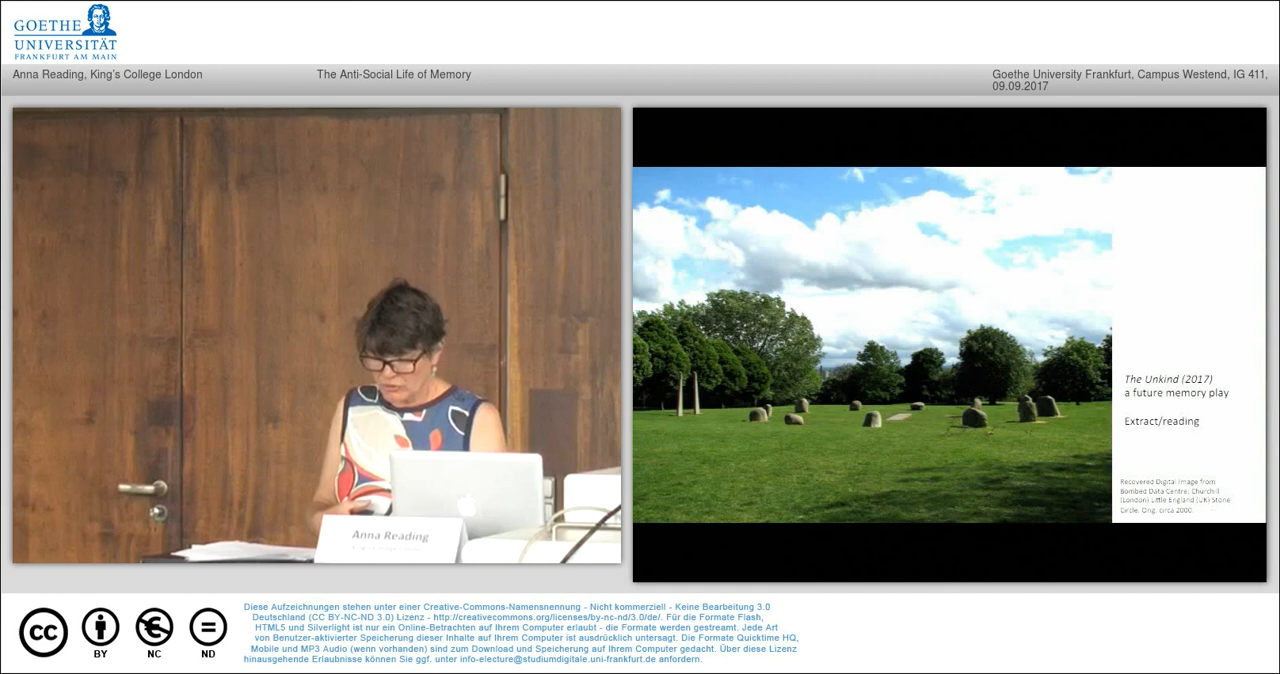 GOETHE
UNIVERSITÄT
FRANKFURT AM MAIN
Anna Reading, King's College London
The Anti-Social Life of Memory
Goethe University Frankfurt, Campus Westend, IG 411,
09.09.2017
The Unkind (2017)
a future memory play
Extract/reading
Recovered Digital Image from
Bombed Data Centre: Churchill
(London) Little England (UK) Stone
Circle. Orig. circa 2000.
Anna Reading
CC
BY
NC
ND
Diese Aufzeichnungen stehen unter einer Creative-Commons-Namensnennung - Nicht kommerziell - Keine Bearbeitung 3.0
Deutschland (CC BY-NC-ND 3.0) Lizenz - http://creativecommons.org/licenses/by-nc-nd/3.0/de/. Für die Formate Flash,
HTML5 und Silverlight ist nur ein Online-Betrachten auf Ihrem Computer erlaubt - die Formate werden gestreamt. Jede Art
von Benutzer-aktivierter Speicherung dieser Inhalte auf Ihrem Computer ist ausdrücklich untersagt. Die Formate Quicktime HQ,
Mobile und MP3 Audio (wenn vorhanden) sind zum Download und Speicherung auf Ihrem Computer gedacht. Über diese Lizenz
hinausgehende Erlaubnisse können Sie ggf. unter info-electure@studiumdigitale.uni-frankfurt.de anfordern.